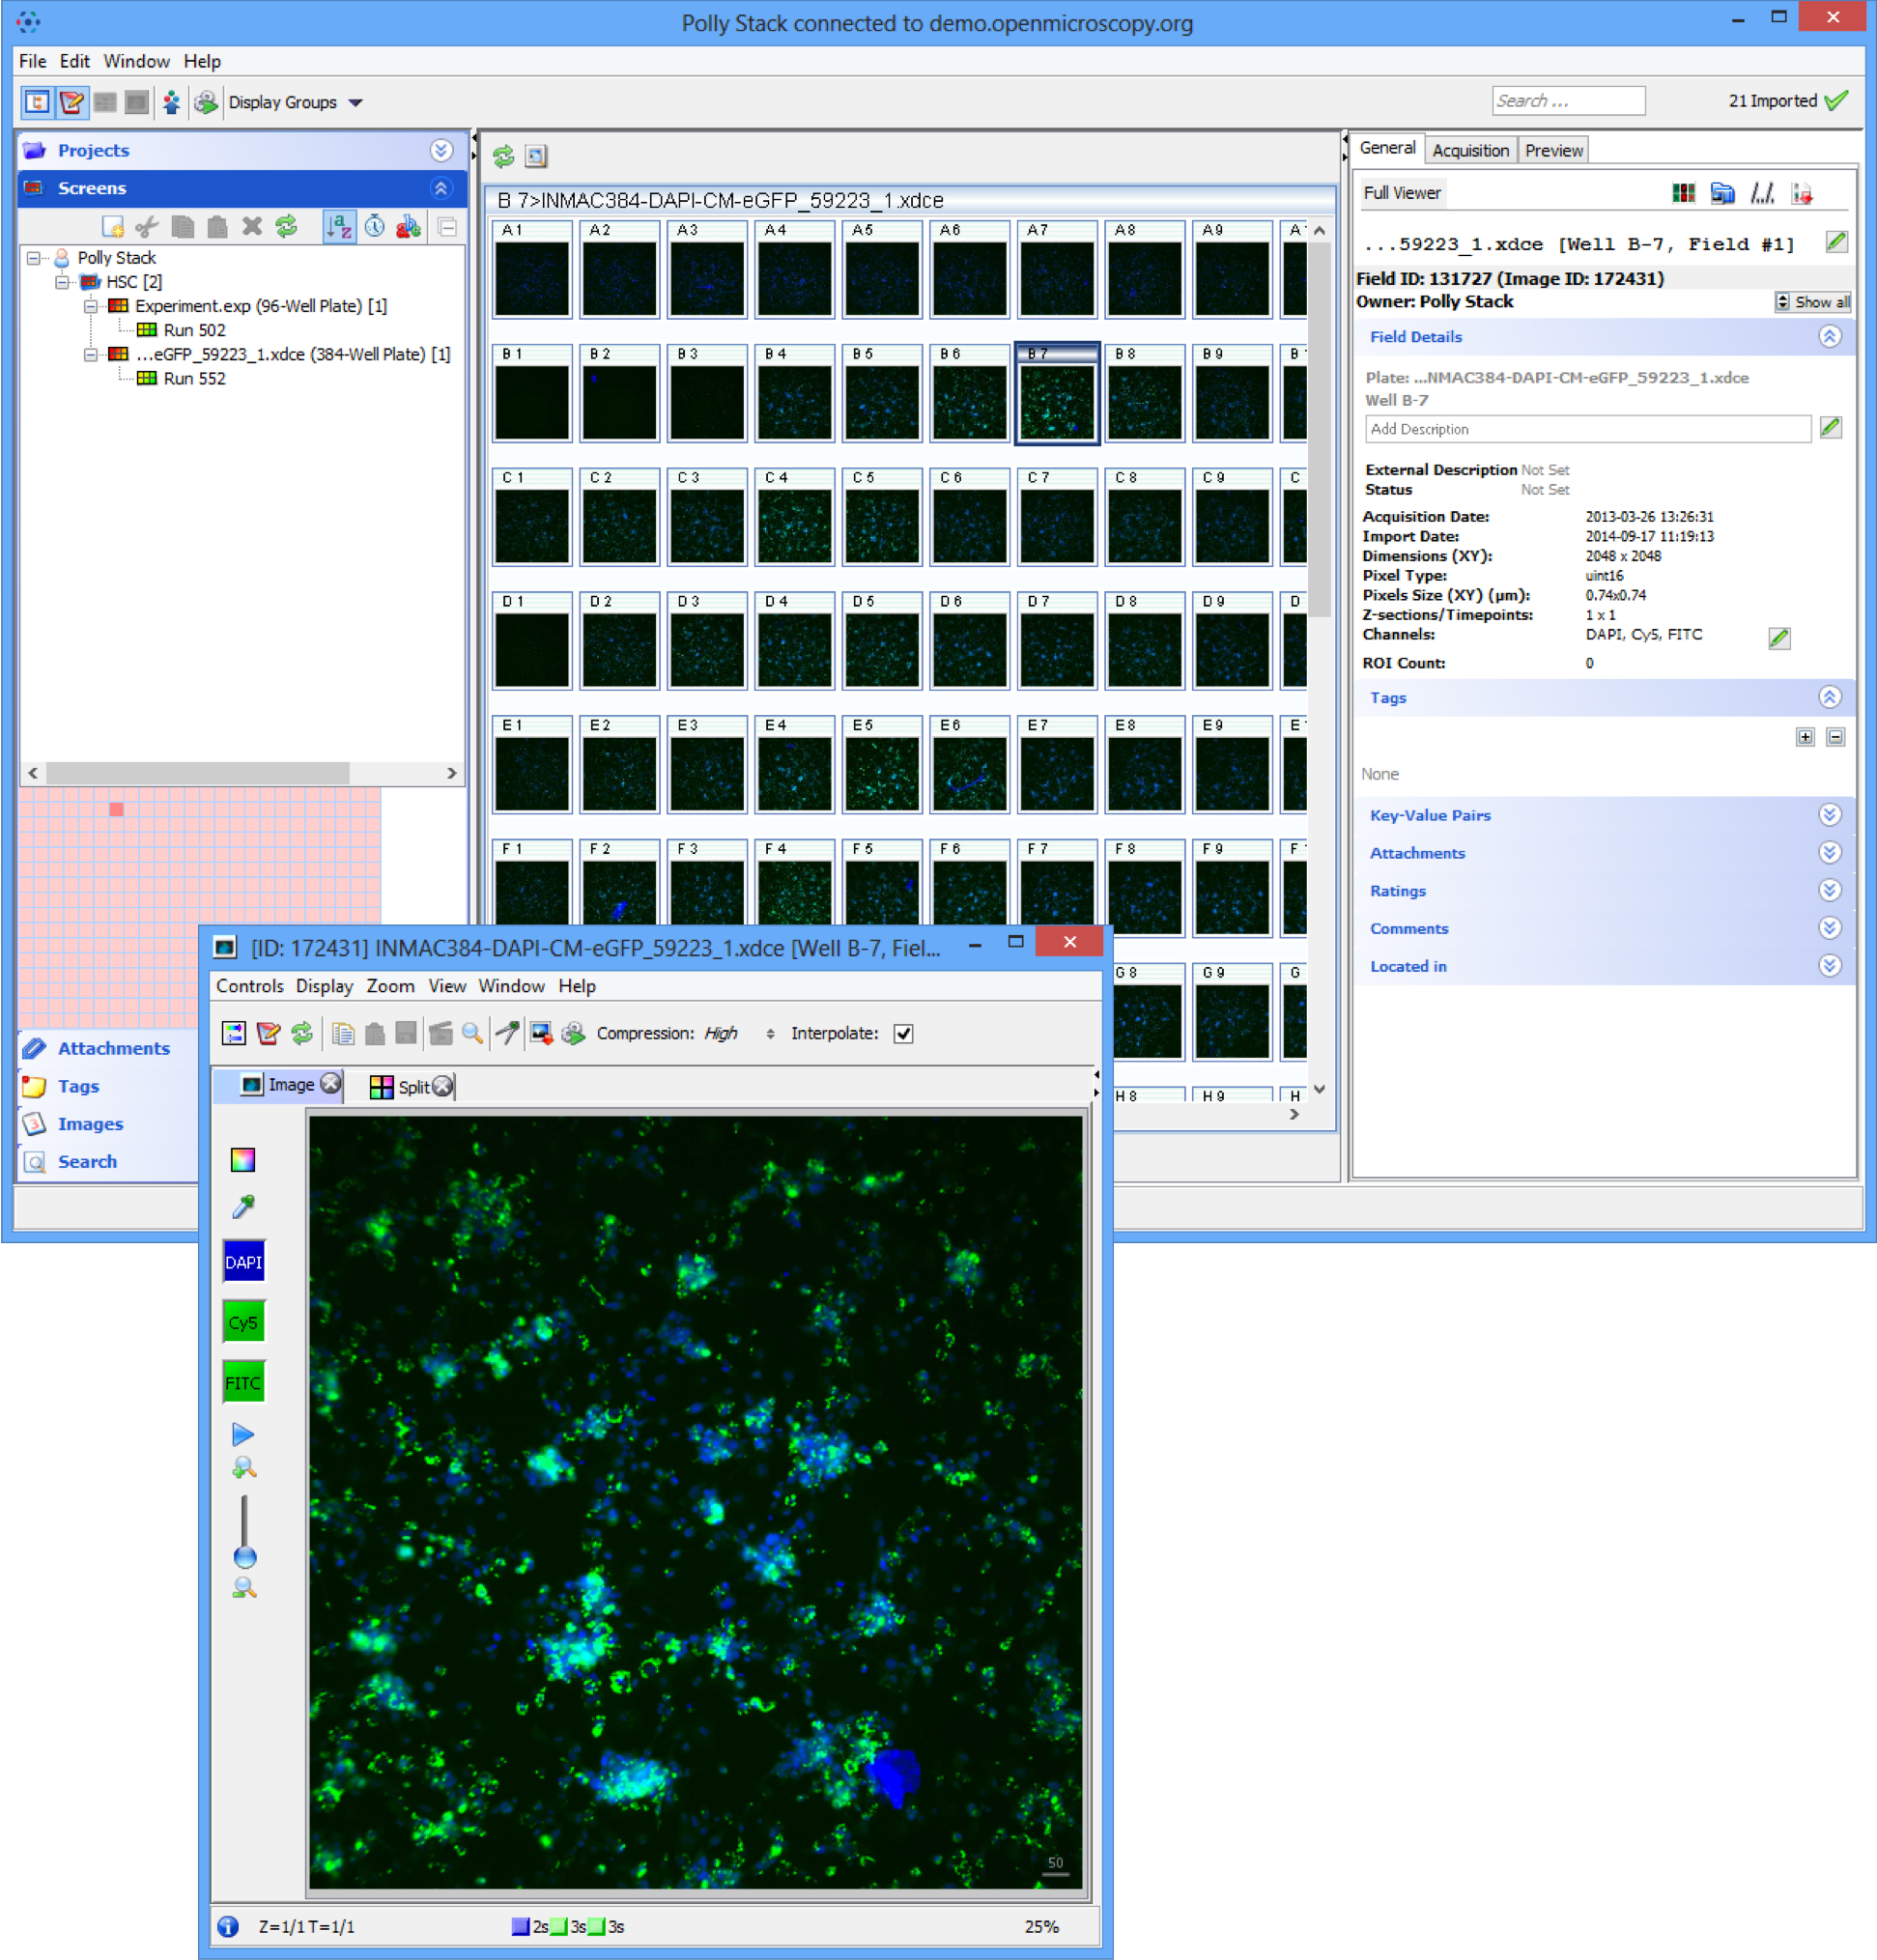 Polly Stack connected to demo.openmicroscopy.org
File Edit Window Help
Display Groups
Search ...
21 Imported
Projects
Screens
Polly Stack
HSC [2]
Experiment.exp (96-Well Plate) [1]
Run 502
...eGFP_59223_1.xdce (384-Well Plate) [1]
Run 552
Attachments
Tags
Images
Search
B 7>INMAC384-DAPI-CM-eGFP_59223_1.xdce
A 1 A 2 A 3 A 4 A 5 A 6 A 7 A 8 A 9 A
B 1 B 2 B 3 B 4 B 5 B 6 B 7 B 8 B 9 B
C 1 C 2 C 3 C 4 C 5 C 6 C 7 C 8 C 9 C
D 1 D 2 D 3 D 4 D 5 D 6 D 7 D 8 D 9 D
E 1 E 2 E 3 E 4 E 5 E 6 E 7 E 8 E 9 E
F 1 F 2 F 3 F 4 F 5 F 6 F 7 F 8 F 9 F
G 8 G 9 G
H 8 H 9 H
General Acquisition Preview
Full Viewer
...59223_1.xdce [Well B-7, Field #1]
Field ID: 131727 (Image ID: 172431)
Owner: Polly Stack Show all
Field Details
Plate: ...NMAC384-DAPI-CM-eGFP_59223_1.xdce
Well B-7
Add Description
External Description Not Set
Status Not Set
Acquisition Date: 2013-03-26 13:26:31
Import Date: 2014-09-17 11:19:13
Dimensions (XY): 2048 x 2048
Pixel Type: uint16
Pixels Size (XY) (µm): 0.74x0.74
Z-sections/Timepoints: 1 x 1
Channels: DAPI, Cy5, FITC
ROI Count: 0
Tags
None
Key-Value Pairs
Attachments
Ratings
Comments
Located in
[ID: 172431] INMAC384-DAPI-CM-eGFP_59223_1.xdce [Well B-7, Fiel...
Controls Display Zoom View Window Help
Compression: High Interpolate:
Image Split
DAPI
Cy5
FITC
50
Z=1/1 T=1/1 2s 3s 3s 25%